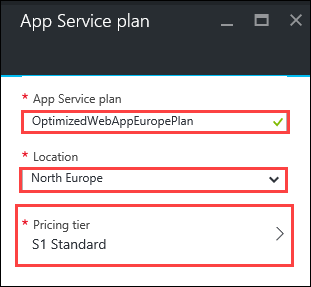 App Service plan
* App Service plan
OptimizedWebAppEuropePlan
* Location
North Europe
* Pricing tier
S1 Standard